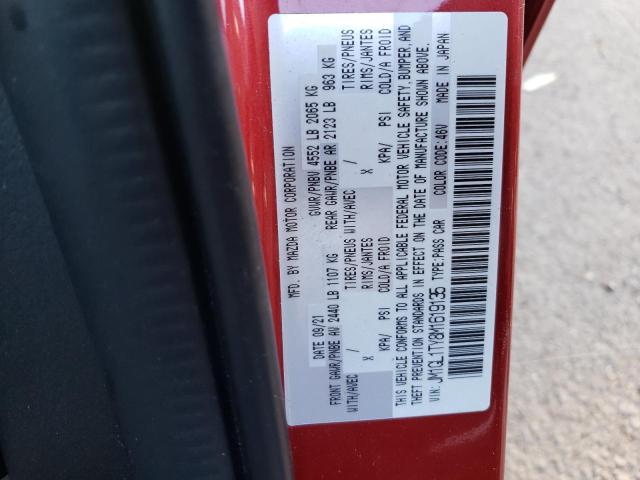 MFD. BY MAZDA MOTOR CORPORATION
DATE 09/21 GVWR/PNBV 4552 LB 2065 KG
FRONT GAWR/PNBE AV 2440 LB 1107 KG REAR GAWR/PNBE AR 2123 LB 963 KG
WITH/AVEC TIRES/PNEUS WITH/AVEC / TIRES/PNEUS
X RIMS/JANTES X RIMS/JANTES
KPA/ PSI COLD/A FROID KPA/ PSI COLD/A FROID
THIS VEHICLE CONFORMS TO ALL APPLICABLE FEDERAL MOTOR VEHICLE SAFETY, BUMPER, AND
THEFT PREVENTION STANDARDS IN EFFECT ON THE DATE OF MANUFACTURE SHOWN ABOVE.
VIN: JM1GL1TY8M1619135 TYPE:PASS CAR COLOR CODE:46V MADE IN JAPAN